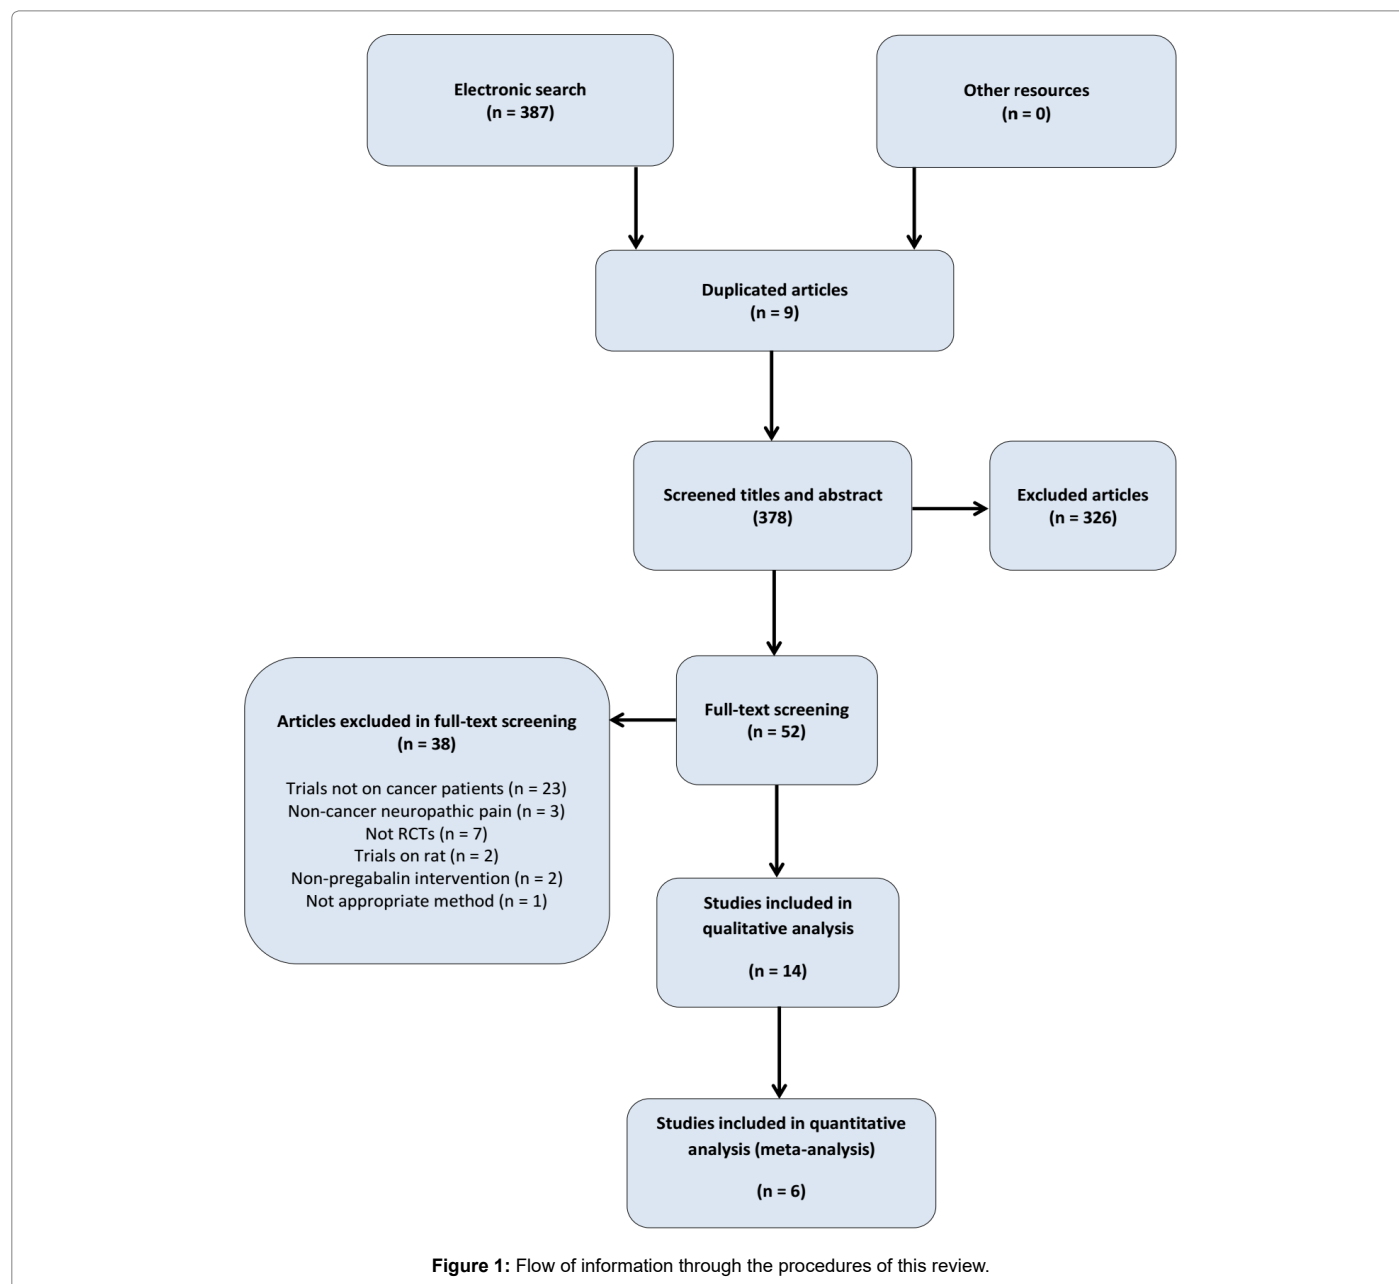 Electronic search
(n = 387)
Other resources
(n = 0)
Duplicated articles
(n = 9)
Screened titles and abstract
(378)
Excluded articles
(n = 326)
Full-text screening
(n = 52)
Articles excluded in full-text screening
(n = 38)
Trials not on cancer patients (n = 23)
Non-cancer neuropathic pain (n = 3)
Not RCTs (n = 7)
Trials on rat (n = 2)
Non-pregabalin intervention (n = 2)
Not appropriate method (n = 1)
Studies included in
qualitative analysis
(n = 14)
Studies included in quantitative
analysis (meta-analysis)
(n = 6)
Figure 1: Flow of information through the procedures of this review.